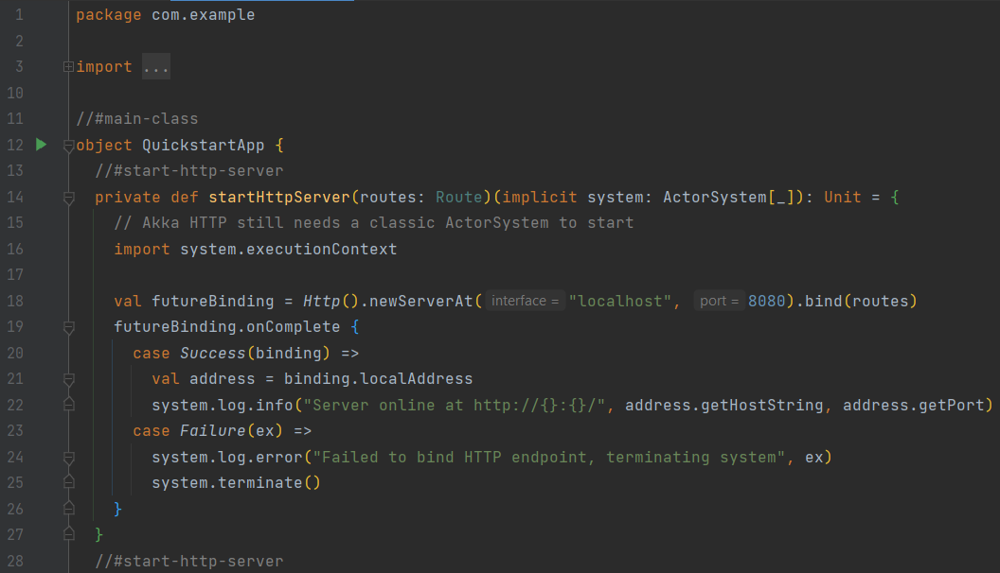 1 package com.example
2
3 import ...
10
11 //#main-class
12 object QuickstartApp {
13 //#start-http-server
14 private def startHttpServer(routes: Route)(implicit system: ActorSystem[_]): Unit = {
15 // Akka HTTP still needs a classic ActorSystem to start
16 import system.executionContext
17
18 val futureBinding = Http().newServerAt( interface = "localhost", port = 8080).bind(routes)
19 futureBinding.onComplete {
20 case Success(binding) =>
21 val address = binding.localAddress
22 system.log.info("Server online at http://{}:{}/", address.getHostString, address.getPort)
23 case Failure(ex) =>
24 system.log.error("Failed to bind HTTP endpoint, terminating system", ex)
25 system.terminate()
26 }
27 }
28 //#start-http-server